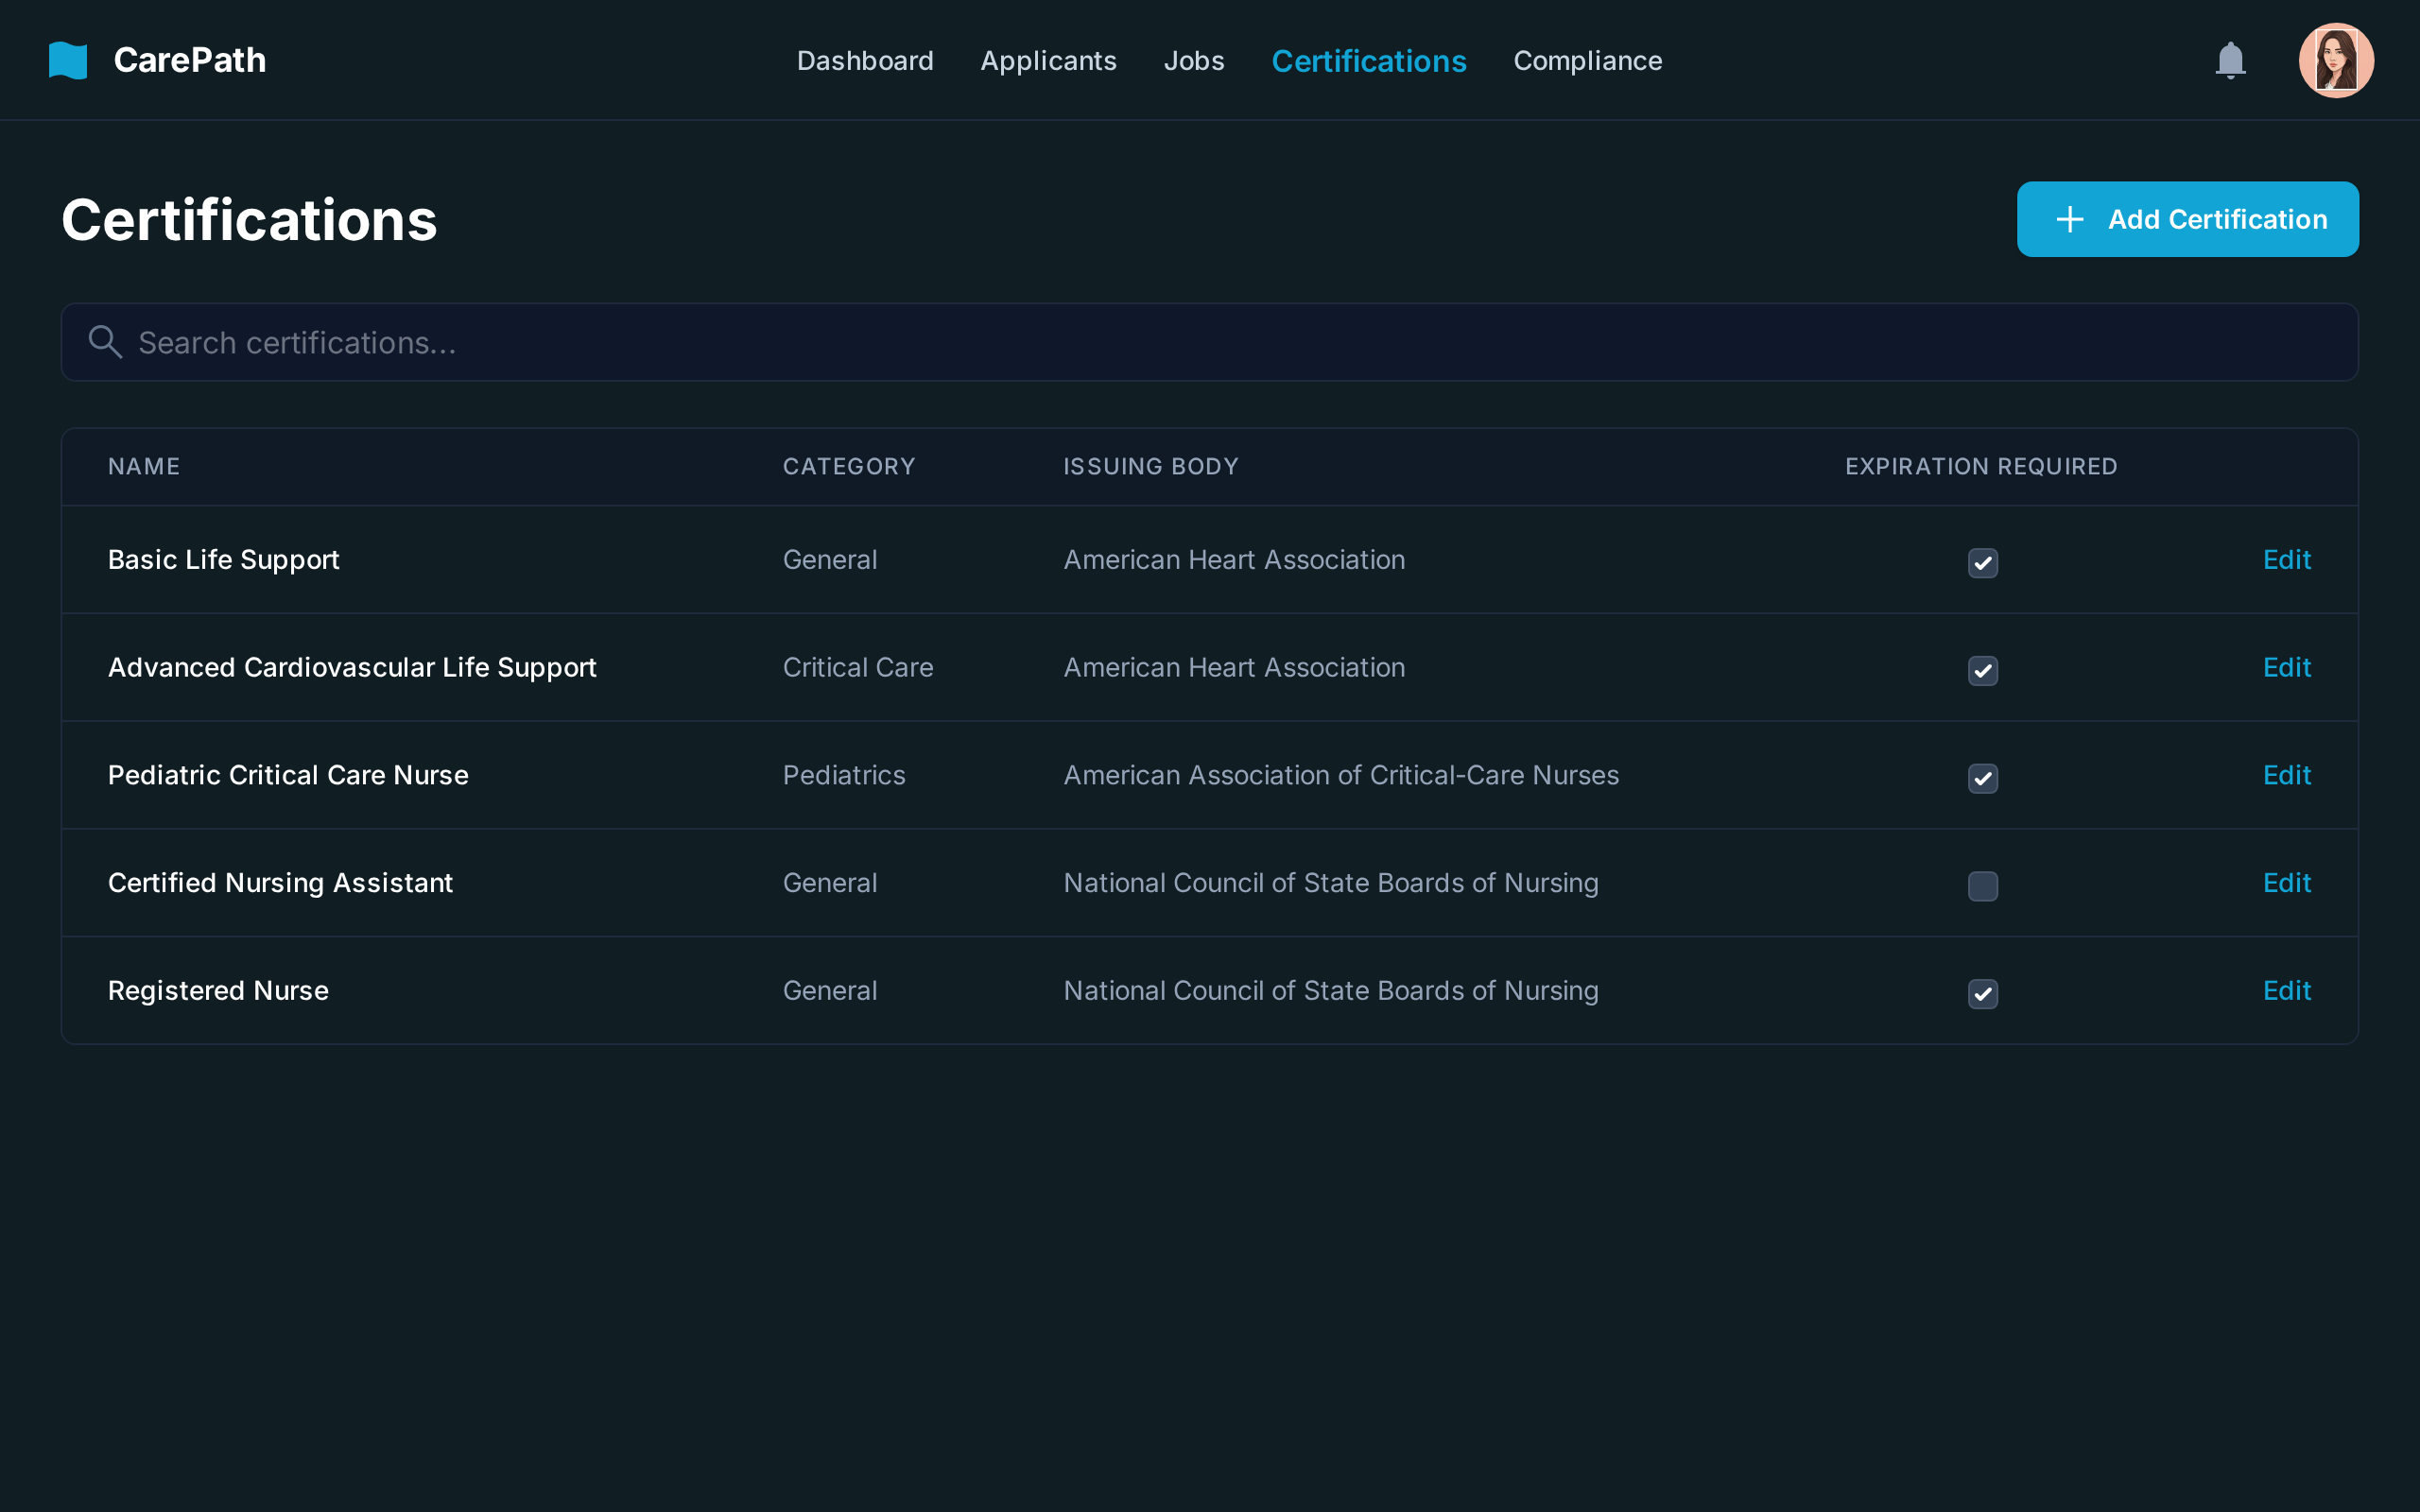 CarePath
Dashboard Applicants Jobs Certifications Compliance
Certifications
Add Certification
Search certifications...
NAME CATEGORY ISSUING BODY EXPIRATION REQUIRED
Basic Life Support General American Heart Association Edit
Advanced Cardiovascular Life Support Critical Care American Heart Association Edit
Pediatric Critical Care Nurse Pediatrics American Association of Critical-Care Nurses Edit
Certified Nursing Assistant General National Council of State Boards of Nursing Edit
Registered Nurse General National Council of State Boards of Nursing Edit